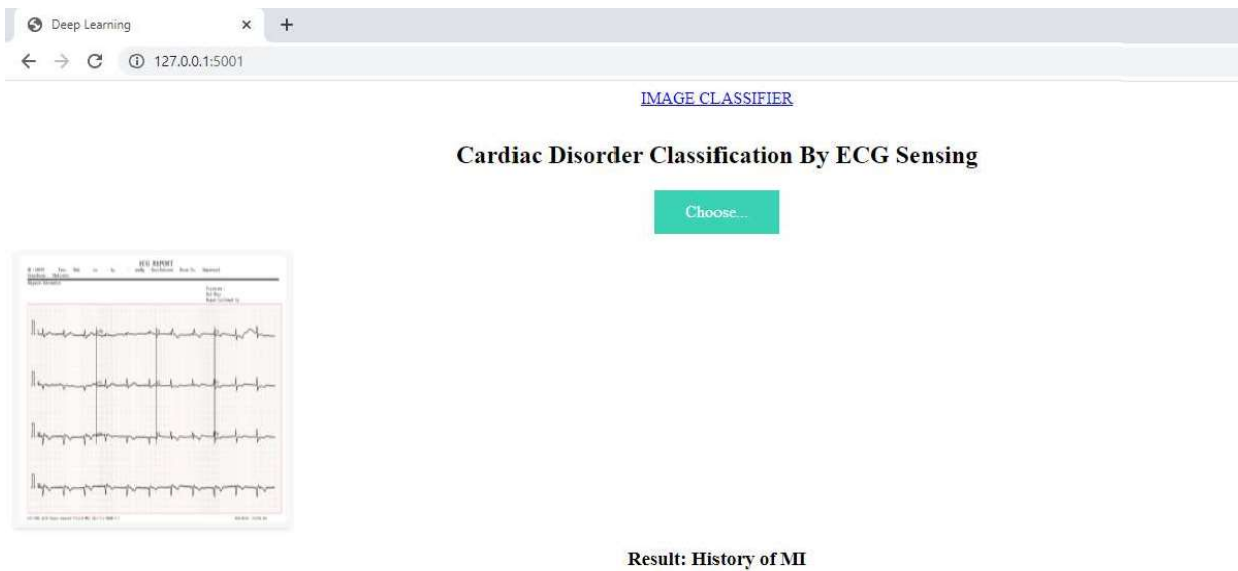 Deep Learning
127.0.0.1:5001
IMAGE CLASSIFIER
Cardiac Disorder Classification By ECG Sensing
Choose...
ECG REPORT
Result: History of MI